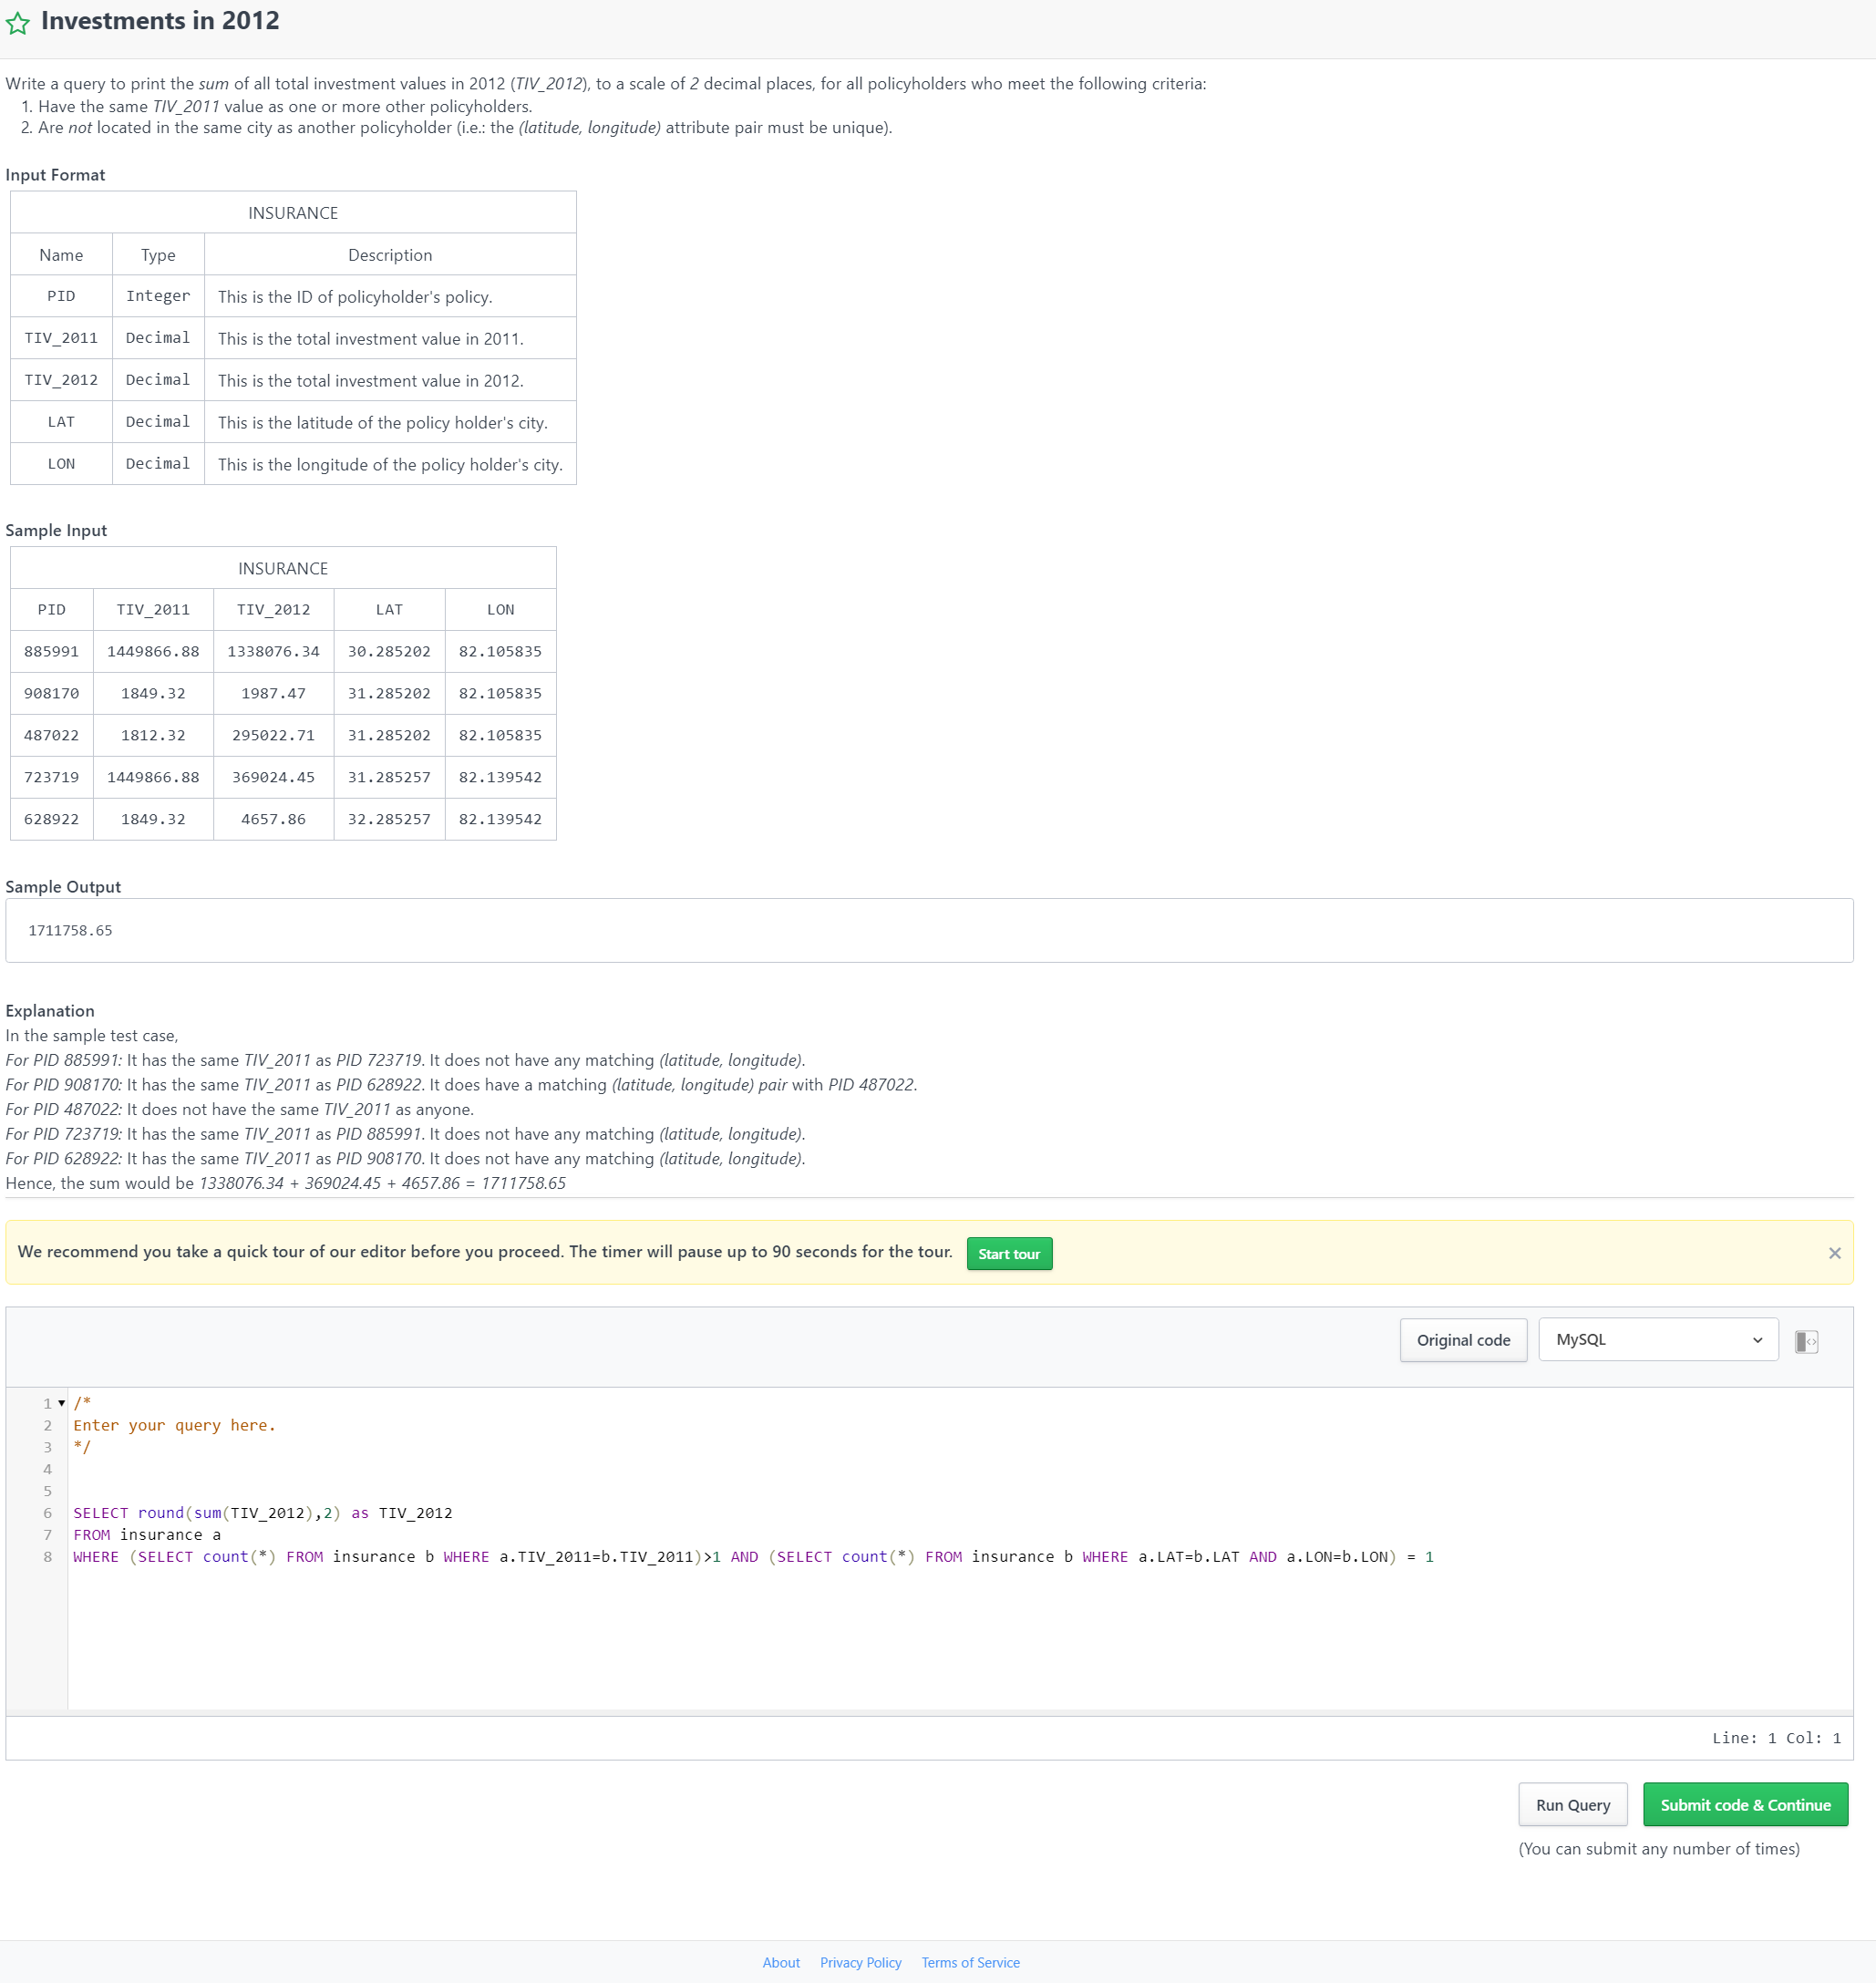 Investments in 2012
Write a query to print the sum of all total investment values in 2012 (TIV_2012), to a scale of 2 decimal places, for all policyholders who meet the following criteria:
1. Have the same TIV_2011 value as one or more other policyholders.
2. Are not located in the same city as another policyholder (i.e.: the (latitude, longitude) attribute pair must be unique).
Input Format
INSURANCE
Name Type Description
PID Integer This is the ID of policyholder's policy.
TIV_2011 Decimal This is the total investment value in 2011.
TIV_2012 Decimal This is the total investment value in 2012.
LAT Decimal This is the latitude of the policy holder's city.
LON Decimal This is the longitude of the policy holder's city.
Sample Input
INSURANCE
PID TIV_2011 TIV_2012 LAT LON
885991 1449866.88 1338076.34 30.285202 82.105835
908170 1849.32 1987.47 31.285202 82.105835
487022 1812.32 295022.71 31.285202 82.105835
723719 1449866.88 369024.45 31.285257 82.139542
628922 1849.32 4657.86 32.285257 82.139542
Sample Output
1711758.65
Explanation
In the sample test case,
For PID 885991: It has the same TIV_2011 as PID 723719. It does not have any matching (latitude, longitude).
For PID 908170: It has the same TIV_2011 as PID 628922. It does have a matching (latitude, longitude) pair with PID 487022.
For PID 487022: It does not have the same TIV_2011 as anyone.
For PID 723719: It has the same TIV_2011 as PID 885991. It does not have any matching (latitude, longitude).
For PID 628922: It has the same TIV_2011 as PID 908170. It does not have any matching (latitude, longitude).
Hence, the sum would be 1338076.34 + 369024.45 + 4657.86 = 1711758.65
We recommend you take a quick tour of our editor before you proceed. The timer will pause up to 90 seconds for the tour. Start tour
Original code MySQL
1 /*
2 Enter your query here.
3 */
4
5
6 SELECT round(sum(TIV_2012),2) as TIV_2012
7 FROM insurance a
8 WHERE (SELECT count(*) FROM insurance b WHERE a.TIV_2011=b.TIV_2011)>1 AND (SELECT count(*) FROM insurance b WHERE a.LAT=b.LAT AND a.LON=b.LON) = 1
Line: 1 Col: 1
Run Query Submit code & Continue
(You can submit any number of times)
About Privacy Policy Terms of Service